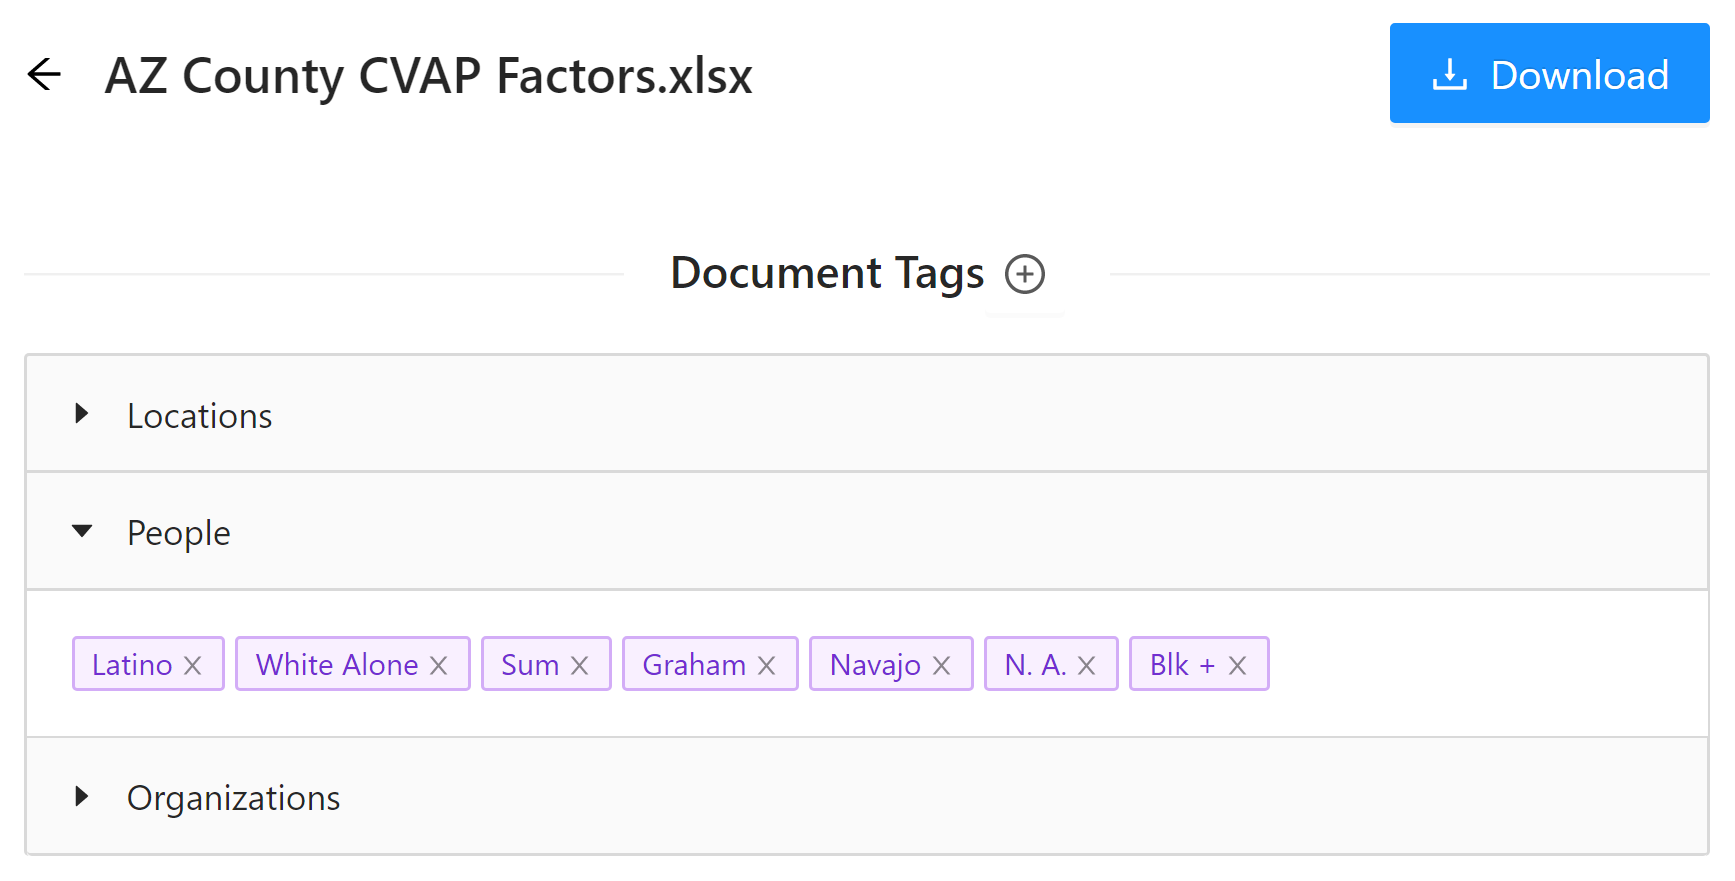 AZ County CVAP Factors.xlsx
Download
Document Tags
Locations
People
Latino White Alone Sum Graham Navajo N. A. Blk +
Organizations